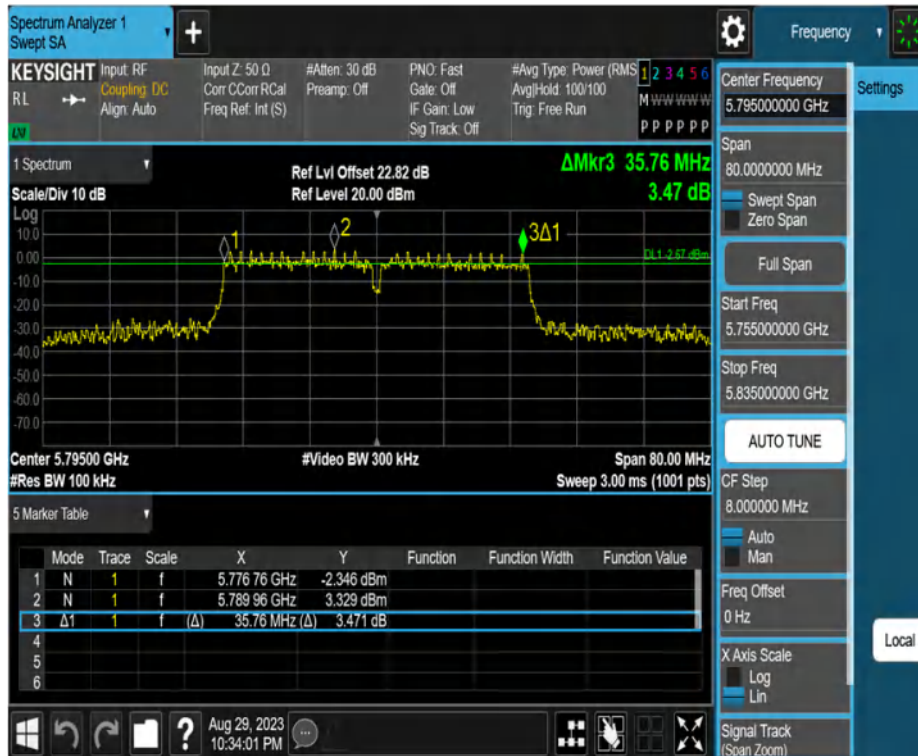 Spectrum Analyzer 1
Swept SA
+
Frequency
KEYSIGHT
RL
LNI
Input: RF
Coupling: DC
Align: Auto
Input Z: 50 Ω
Corr CCorr RCal
Freq Ref: Int (S)
#Atten: 30 dB
Preamp: Off
PNO: Fast
Gate: Off
IF Gain: Low
Sig Track: Off
#Avg Type: Power (RMS
Avg|Hold: 100/100
Trig: Free Run
1 2 3 4 5 6
M W W W W W
P P P P P P
1 Spectrum
Scale/Div 10 dB
Ref Lvl Offset 22.82 dB
Ref Level 20.00 dBm
ΔMkr3 35.76 MHz
3.47 dB
Log
10.0
0.00
-10.0
-20.0
-30.0
-40.0
-50.0
-60.0
-70.0
1
2
3Δ1
DL1 -2.67 dBm
Center 5.79500 GHz
#Video BW 300 kHz
Span 80.00 MHz
#Res BW 100 kHz
Sweep 3.00 ms (1001 pts)
5 Marker Table
Mode Trace Scale X Y Function Function Width Function Value
1 N 1 f 5.776 76 GHz -2.346 dBm
2 N 1 f 5.789 96 GHz 3.329 dBm
3 Δ1 1 f (Δ) 35.76 MHz (Δ) 3.471 dB
4
5
6
?
Aug 29, 2023
10:34:01 PM
Center Frequency
5.795000000 GHz
Span
80.0000000 MHz
Swept Span
Zero Span
Full Span
Start Freq
5.755000000 GHz
Stop Freq
5.835000000 GHz
AUTO TUNE
CF Step
8.000000 MHz
Auto
Man
Freq Offset
0 Hz
X Axis Scale
Log
Lin
Signal Track
(Span Zoom)
Settings
Local